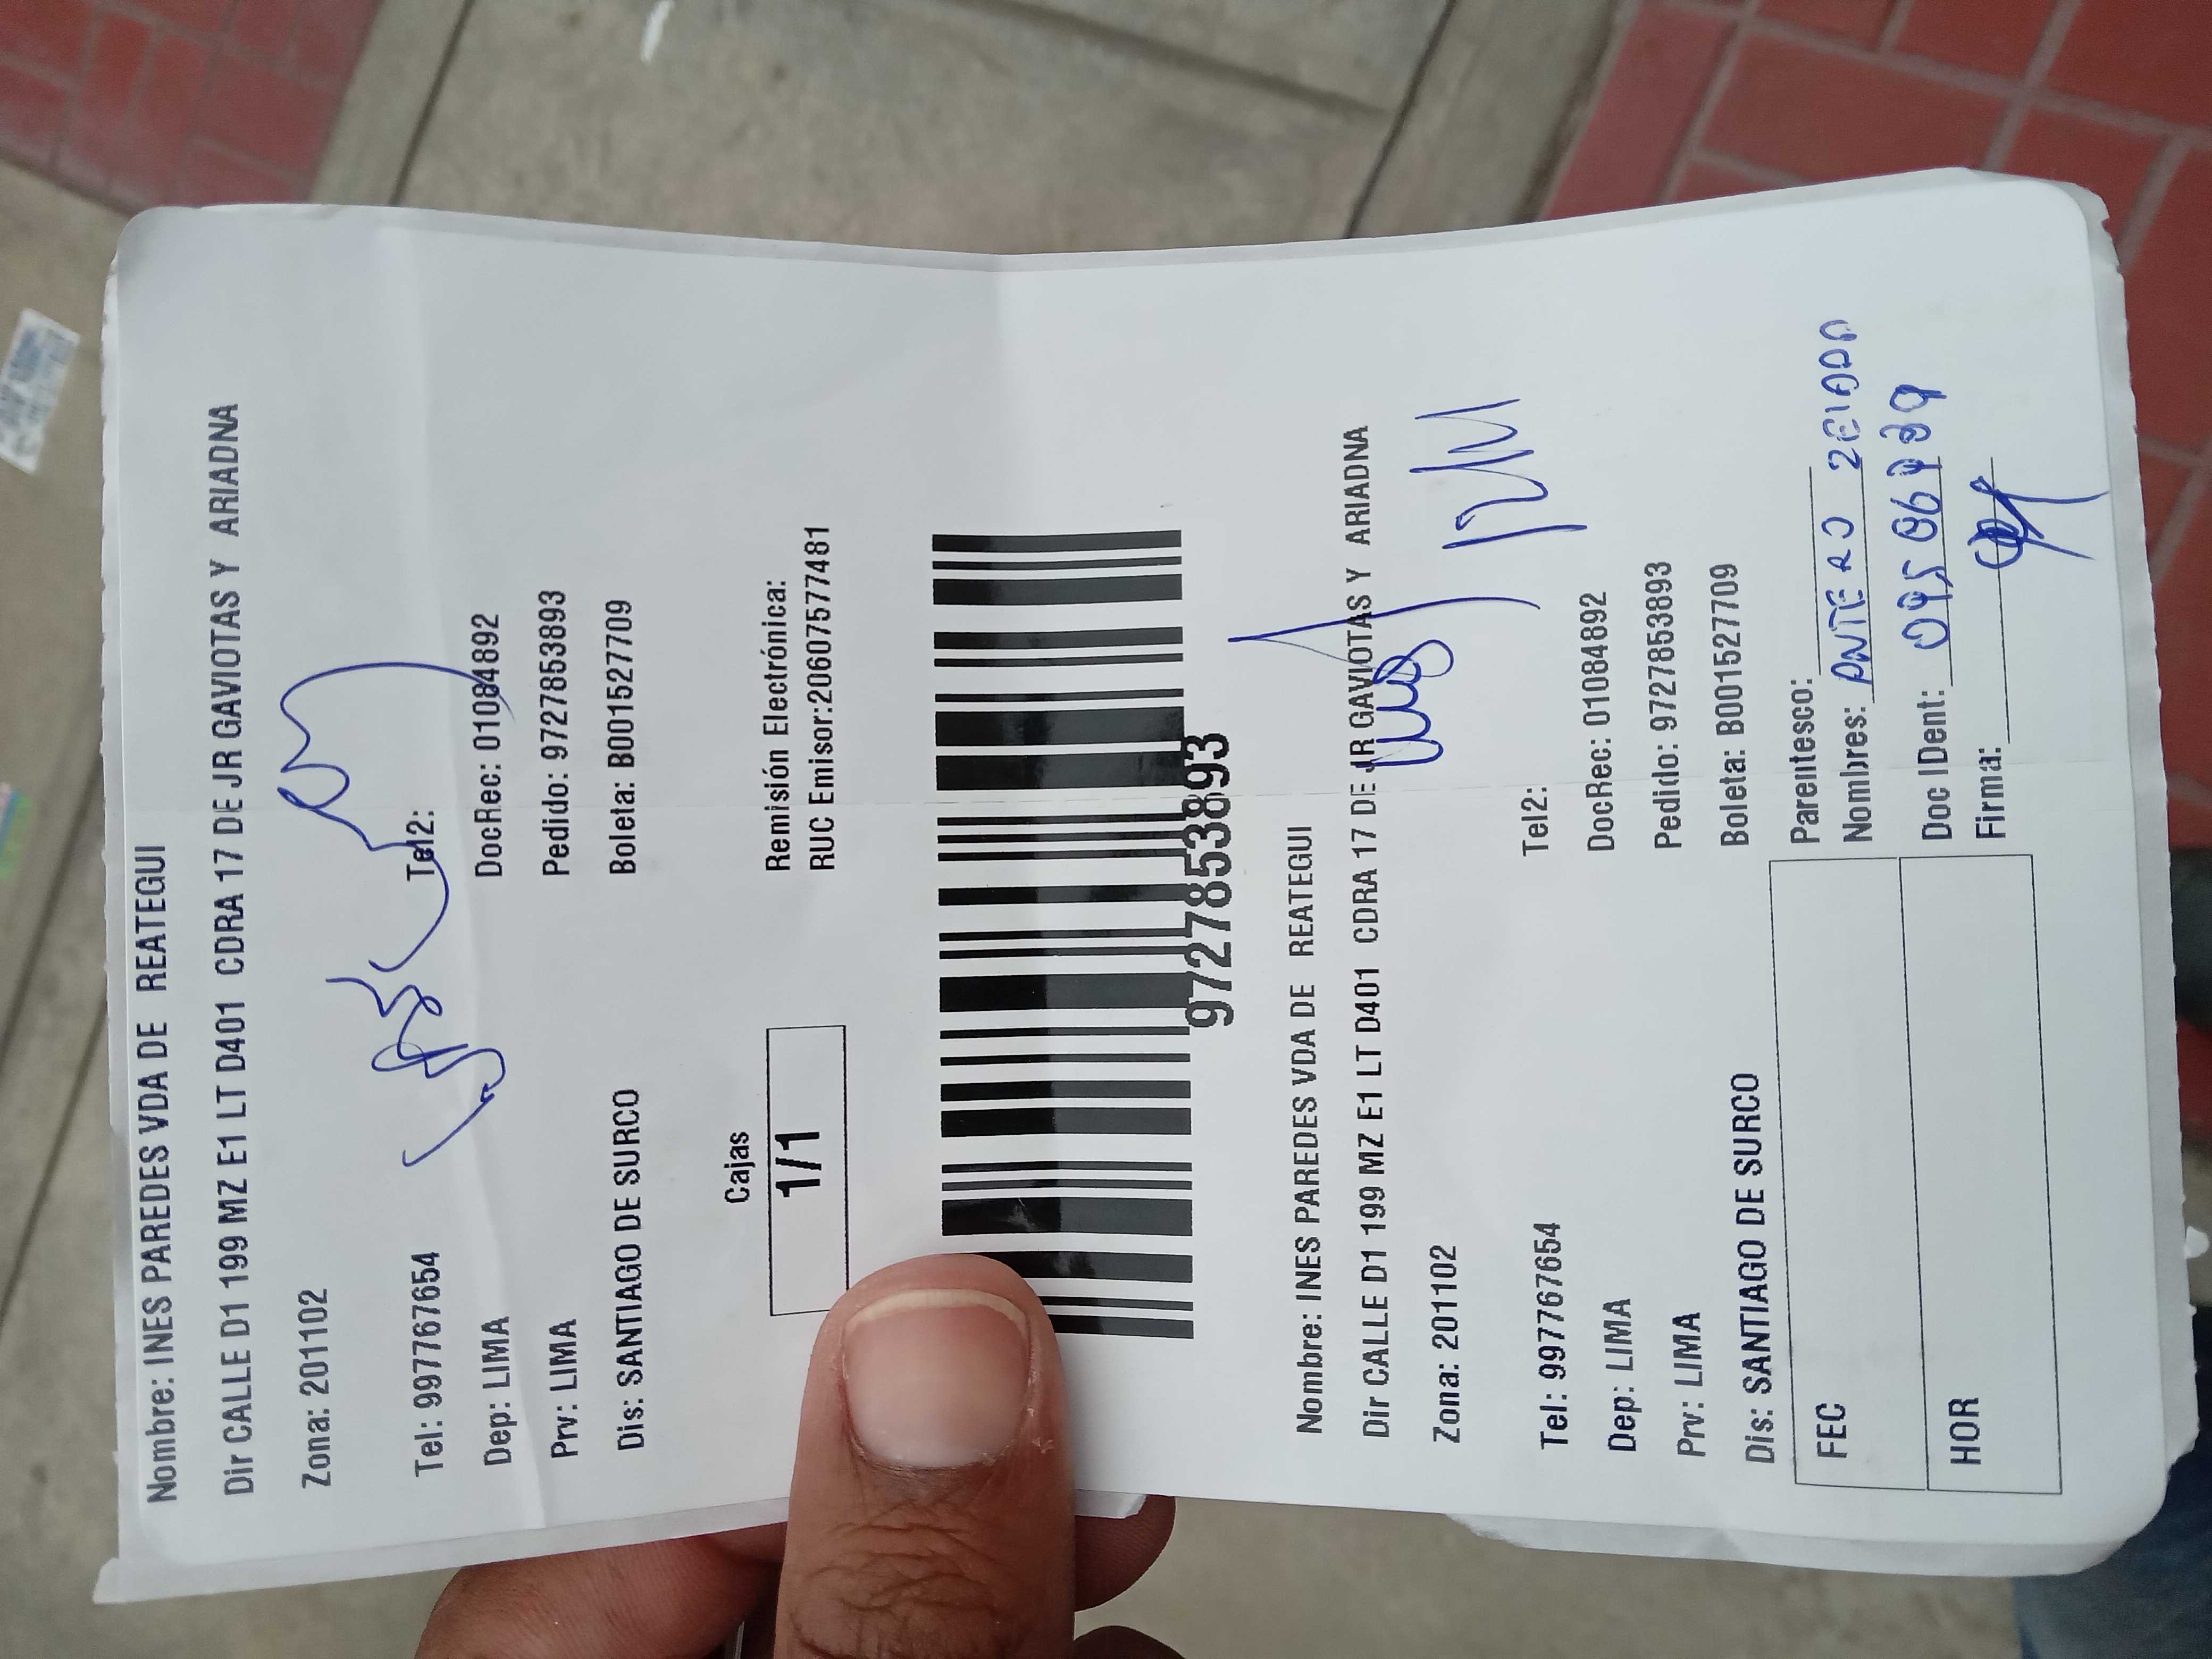 Nombre: INES PAREDES VDA DE REATEGUI
Dir CALLE D1 199 MZ E1 LT D401 CDRA 17 DE JR GAVIOTAS Y ARIADNA
Zona: 201102
Tel: 997767654 Tel2:
Dep: LIMA DocRec: 01084892
Prv: LIMA Pedido: 9727853893
Dis: SANTIAGO DE SURCO Boleta: B001527709
Cajas
1/1
Remisión Electrónica:
RUC Emisor:20607577481
9727853893
Nombre: INES PAREDES VDA DE REATEGUI
Dir CALLE D1 199 MZ E1 LT D401 CDRA 17 DE JR GAVIOTAS Y ARIADNA
Zona: 201102
Tel: 997767654 Tel2:
Dep: LIMA DocRec: 01084892
Prv: LIMA Pedido: 9727853893
Dis: SANTIAGO DE SURCO Boleta: B001527709
FEC
HOR
Parentesco:
Nombres: ANTERO
Doc IDent:
Firma: